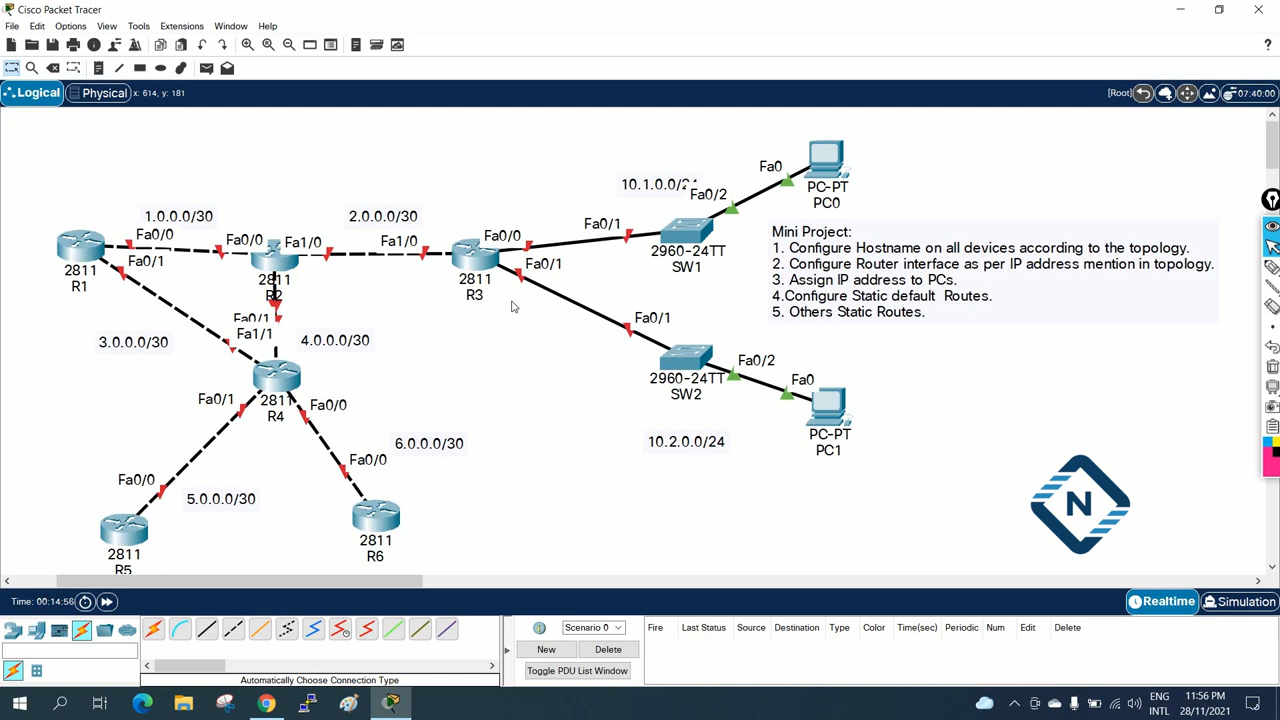 Cisco Packet Tracer
File Edit Options View Tools Extensions Window Help
Logical Physical x: 614, y: 181 [Root] 07:40:00
Fa0
10.1.0.0/24
Fa0/2
PC-PT
PC0
1.0.0.0/30
2.0.0.0/30
Fa0/0
Fa0/0
Fa1/0
Fa1/0
Fa0/0
Fa0/1
2960-24TT
SW1
Fa0/1
2811
R1
2811
R2
2811
R3
Fa0/1
Mini Project:
1. Configure Hostname on all devices according to the topology.
2. Configure Router interface as per IP address mention in topology.
3. Assign IP address to PCs.
4.Configure Static default Routes.
5. Others Static Routes.
Fa0/1
Fa1/1
3.0.0.0/30
4.0.0.0/30
Fa0/1
2960-24TT
SW2
Fa0/2
Fa0
PC-PT
PC1
10.2.0.0/24
Fa0/1
2811
R4
Fa0/0
6.0.0.0/30
Fa0/0
Fa0/0
5.0.0.0/30
2811
R5
2811
R6
N
Time: 00:14:56 Realtime Simulation
Scenario 0
New Delete
Toggle PDU List Window
Fire Last Status Source Destination Type Color Time(sec) Periodic Num Edit Delete
Automatically Choose Connection Type
ENG
INTL
11:56 PM
28/11/2021